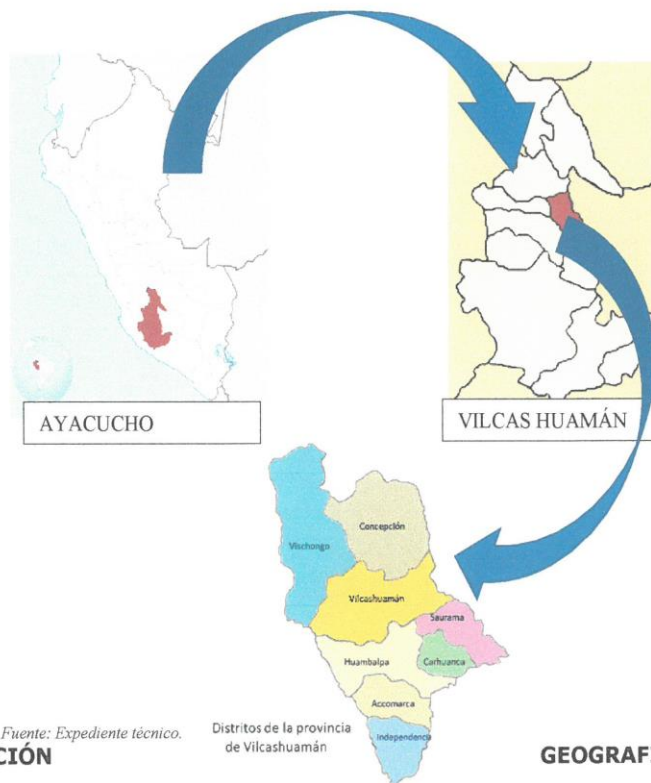 AYACUCHO
VILCAS HUAMÁN
Concepción
Vischongo
Vilcashuamán
Saurama
Huambalpa
Carhuanca
Accomarca
Independencia
Fuente: Expediente técnico.
Distritos de la provincia
de Vilcashuamán
CIÓN
GEOGRAFI